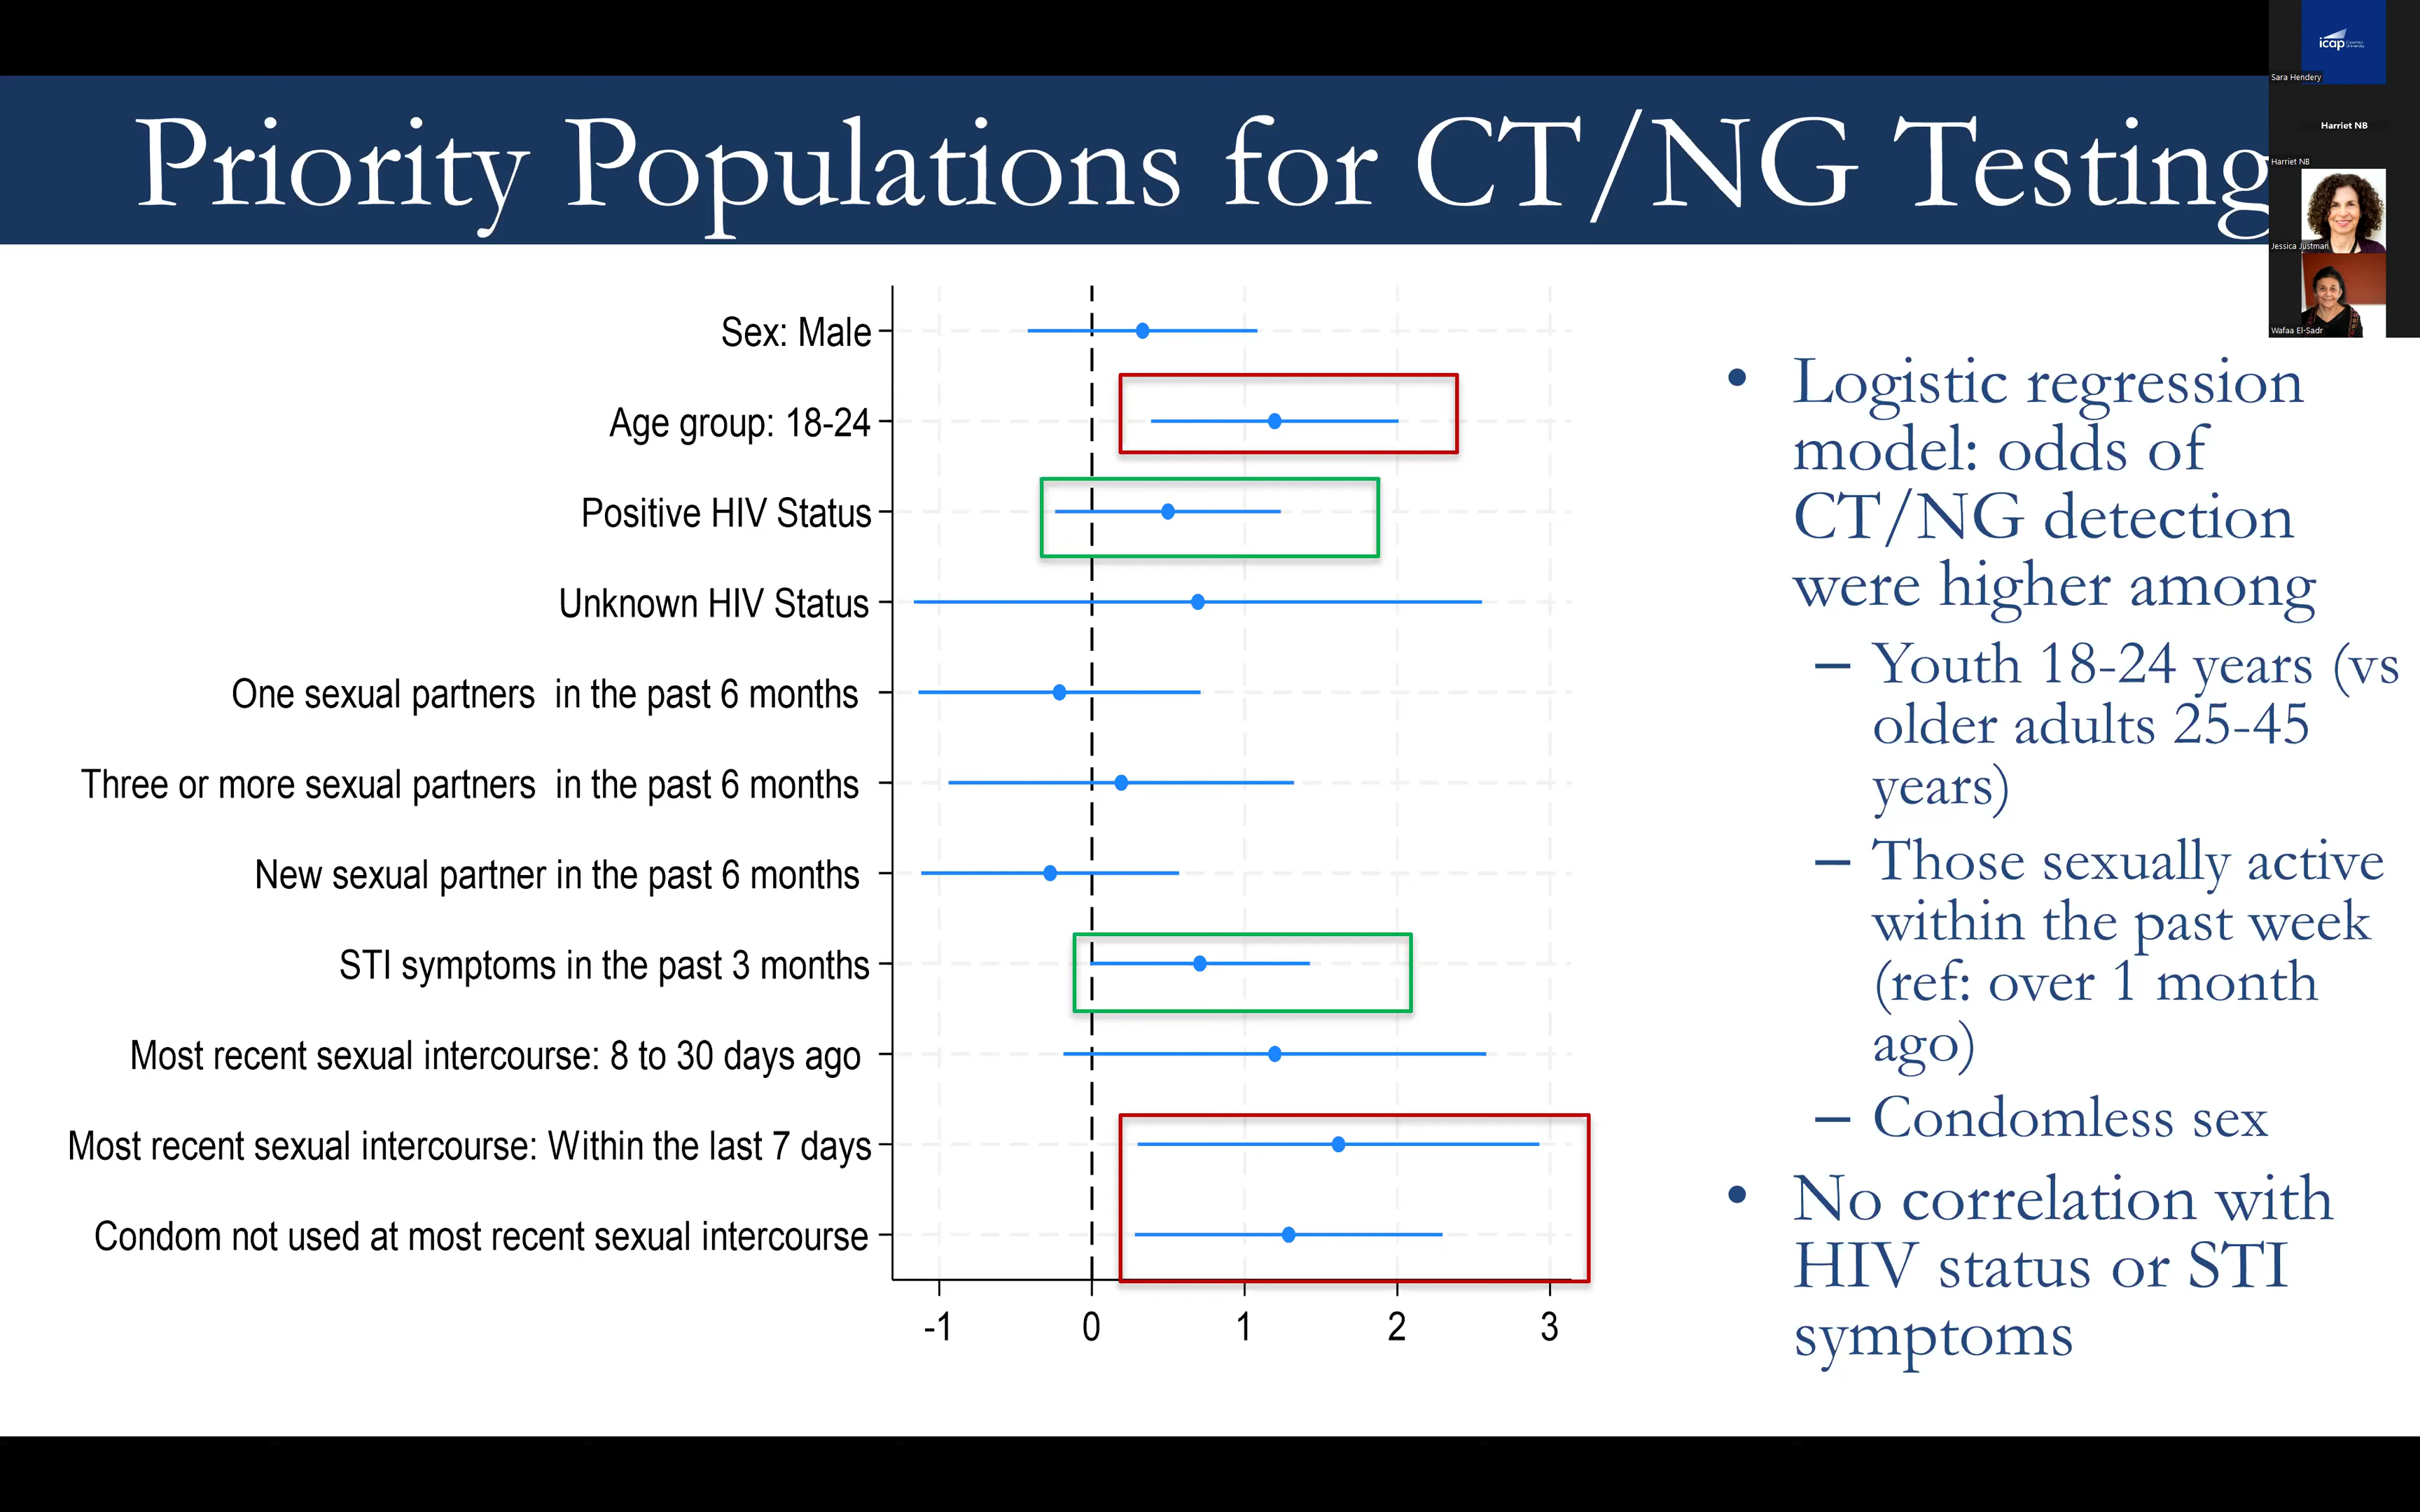 Priority Populations for CT/NG Testing
icap
Sara Hendery
Harriet NB
Harriet NB
Jessica Justman
Wafaa El-Sadr
Sex: Male
Age group: 18-24
Positive HIV Status
Unknown HIV Status
One sexual partners in the past 6 months
Three or more sexual partners in the past 6 months
New sexual partner in the past 6 months
STI symptoms in the past 3 months
Most recent sexual intercourse: 8 to 30 days ago
Most recent sexual intercourse: Within the last 7 days
Condom not used at most recent sexual intercourse
-1 0 1 2 3
• Logistic regression
model: odds of
CT/NG detection
were higher among
– Youth 18-24 years (vs
older adults 25-45
years)
– Those sexually active
within the past week
(ref: over 1 month
ago)
– Condomless sex
• No correlation with
HIV status or STI
symptoms